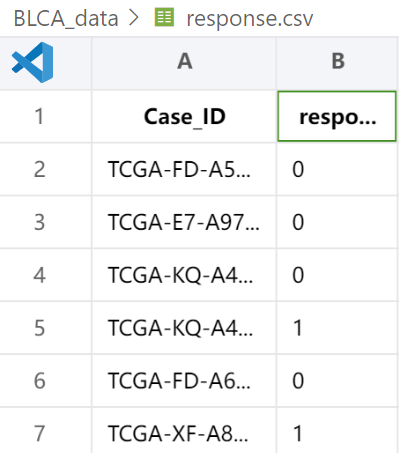 BLCA_data > response.csv
A B
1 Case_ID respo...
2 TCGA-FD-A5... 0
3 TCGA-E7-A97... 0
4 TCGA-KQ-A4... 0
5 TCGA-KQ-A4... 1
6 TCGA-FD-A6... 0
7 TCGA-XF-A8... 1